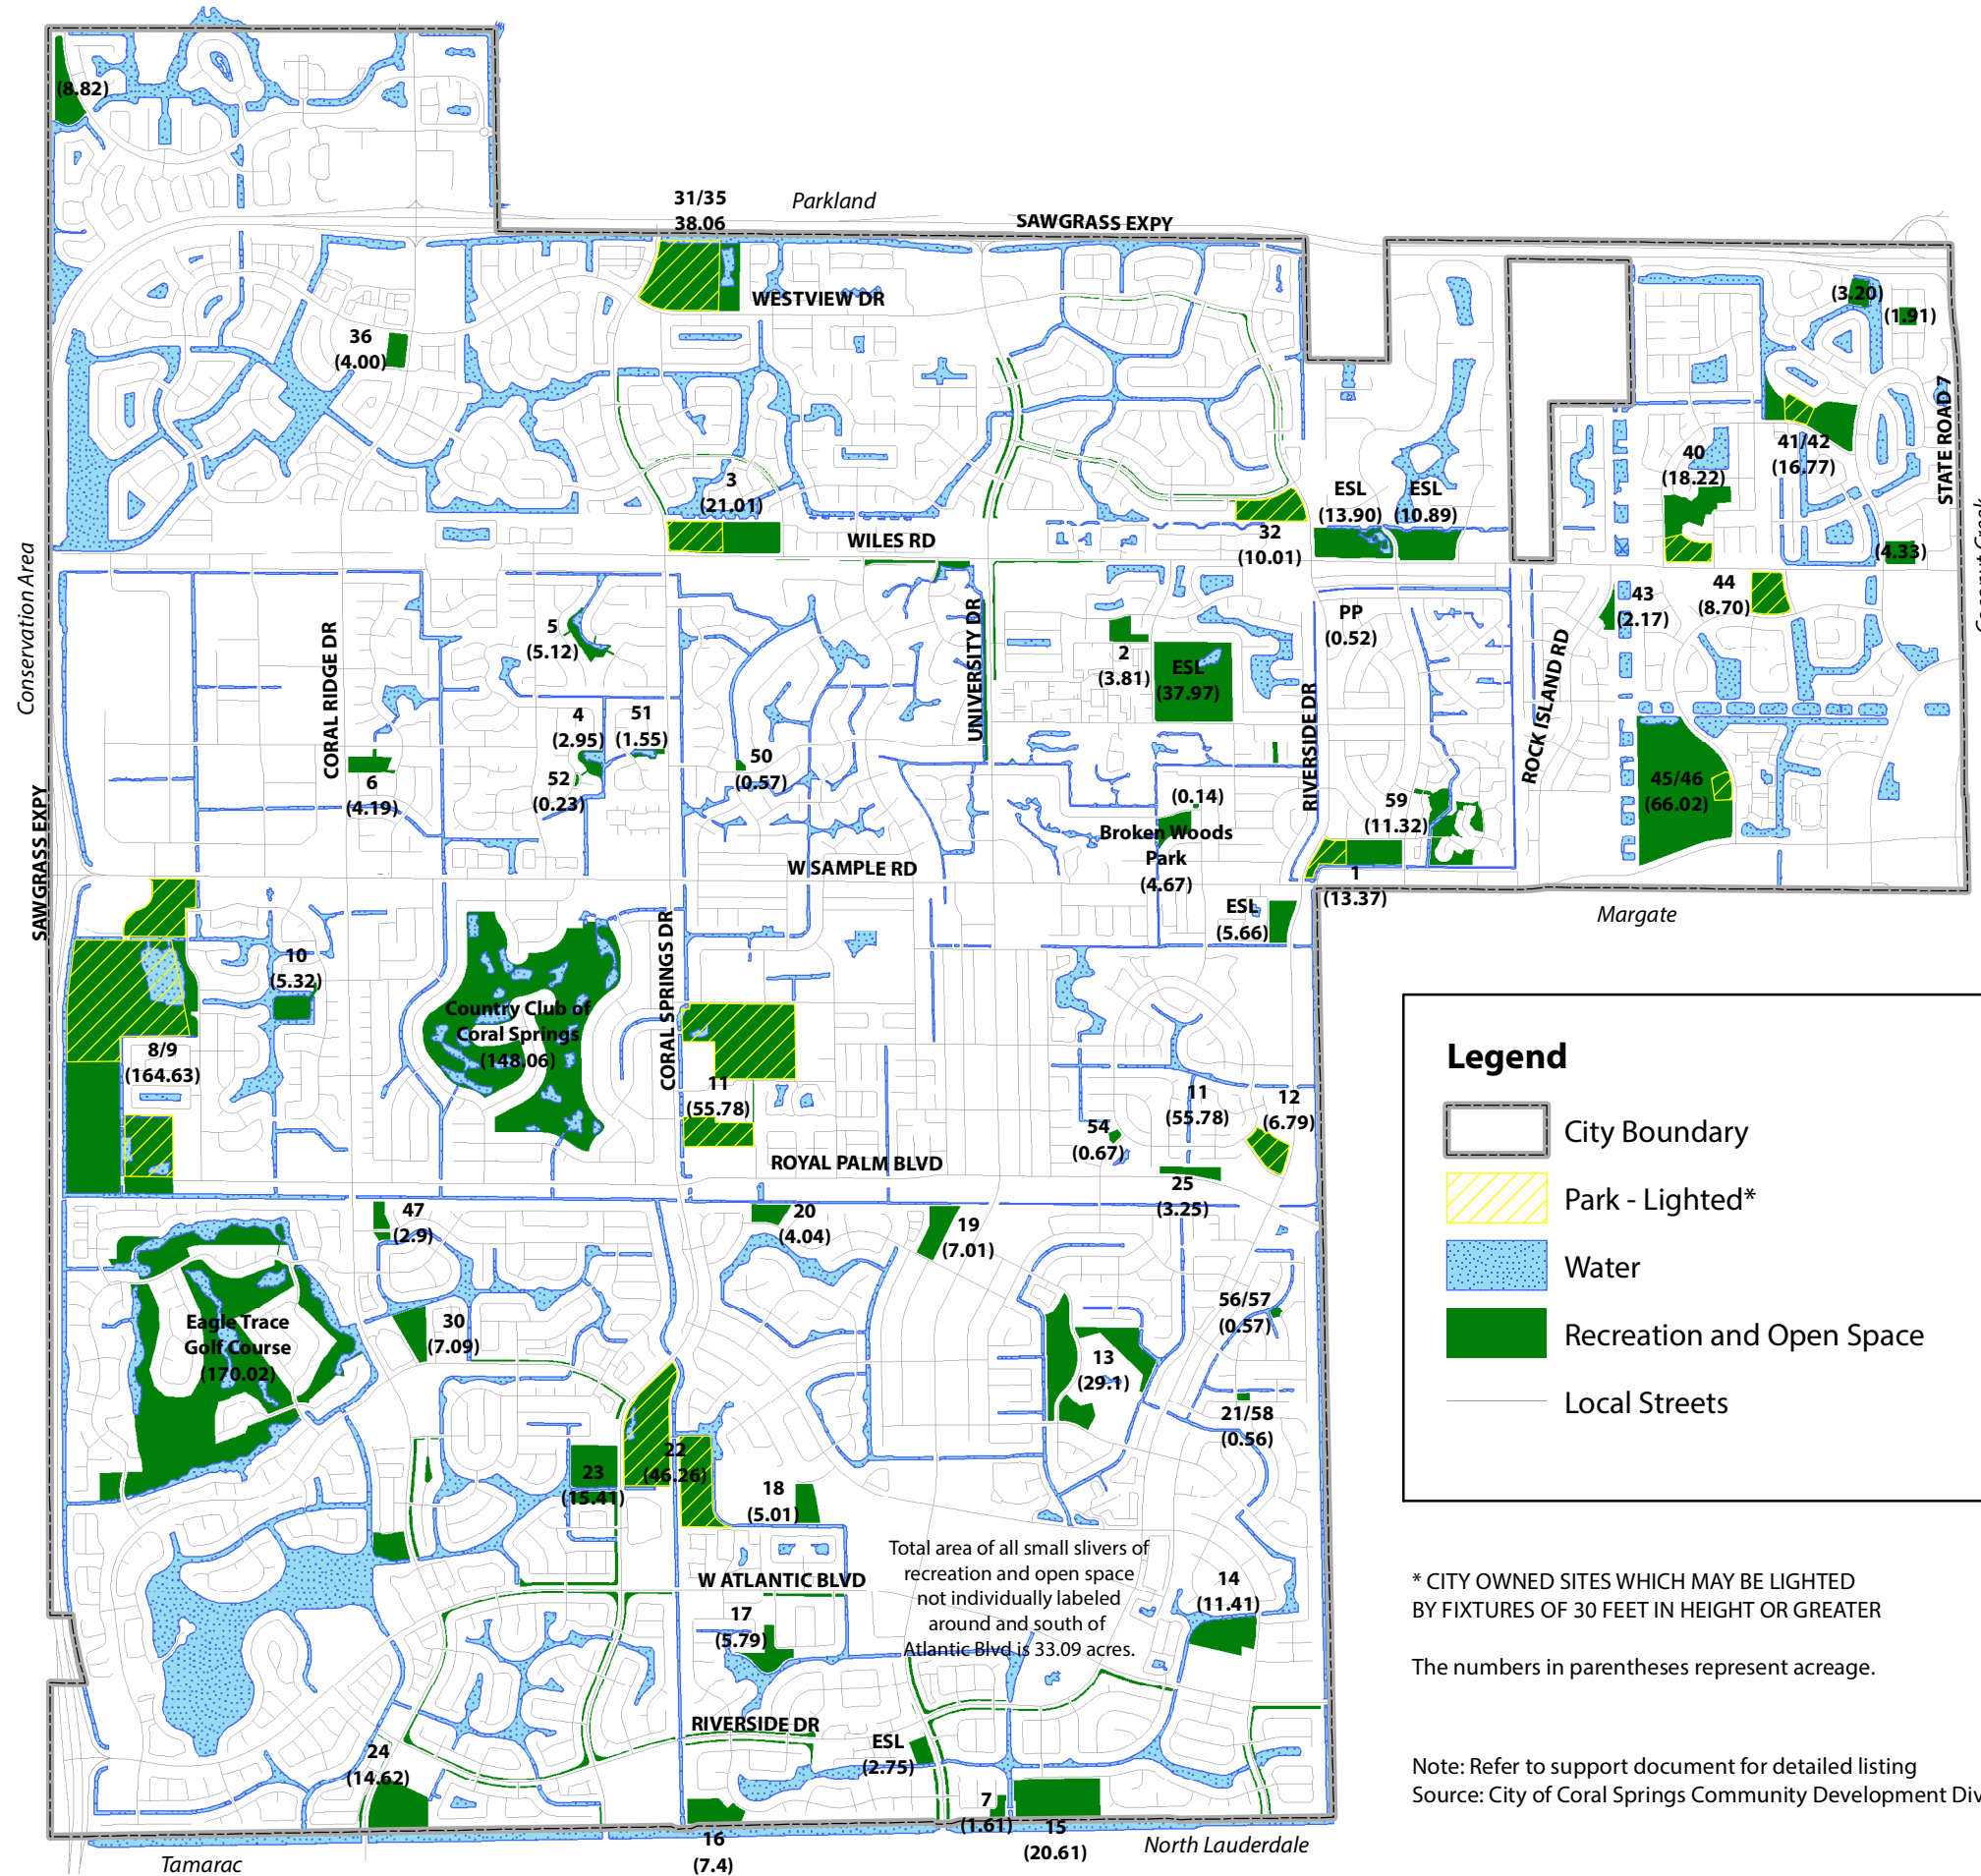 (8.82)
31/35
38.06
Parkland
SAWGRASS EXPY
WESTVIEW DR
(3.20)
(1.91)
36
(4.00)
STATE ROAD 7
41/42
(16.77)
40
(18.22)
3
(21.01)
ESL
(13.90)
ESL
(10.89)
32
(10.01)
WILES RD
(4.33)
Conservation Area
Coconut Creek
44
(8.70)
43
(2.17)
PP
(0.52)
5
(5.12)
UNIVERSITY DR
2
(3.81)
ESL
(37.97)
CORAL RIDGE DR
RIVERSIDE DR
ROCK ISLAND RD
4
(2.95)
51
(1.55)
50
(0.57)
52
(0.23)
6
(4.19)
45/46
(66.02)
(0.14)
59
(11.32)
Broken Woods
Park
(4.67)
SAWGRASS EXPY
W SAMPLE RD
1
(13.37)
ESL
(5.66)
Margate
10
(5.32)
CORAL SPRINGS DR
Country Club of
Coral Springs
(148.06)
8/9
(164.63)
11
(55.78)
11
(55.78)
12
(6.79)
54
(0.67)
ROYAL PALM BLVD
25
(3.25)
47
(2.9)
20
(4.04)
19
(7.01)
Eagle Trace
Golf Course
(170.02)
30
(7.09)
56/57
(0.57)
13
(29.1)
21/58
(0.56)
22
(46.26)
23
(15.41)
18
(5.01)
Total area of all small slivers of
recreation and open space
not individually labeled
around and south of
Atlantic Blvd is 33.09 acres.
W ATLANTIC BLVD
14
(11.41)
17
(5.79)
RIVERSIDE DR
ESL
(2.75)
24
(14.62)
7
(1.61)
15
(20.61)
16
(7.4)
North Lauderdale
Tamarac
Legend
City Boundary
Park - Lighted*
Water
Recreation and Open Space
Local Streets
* CITY OWNED SITES WHICH MAY BE LIGHTED
BY FIXTURES OF 30 FEET IN HEIGHT OR GREATER
The numbers in parentheses represent acreage.
Note: Refer to support document for detailed listing
Source: City of Coral Springs Community Development Div